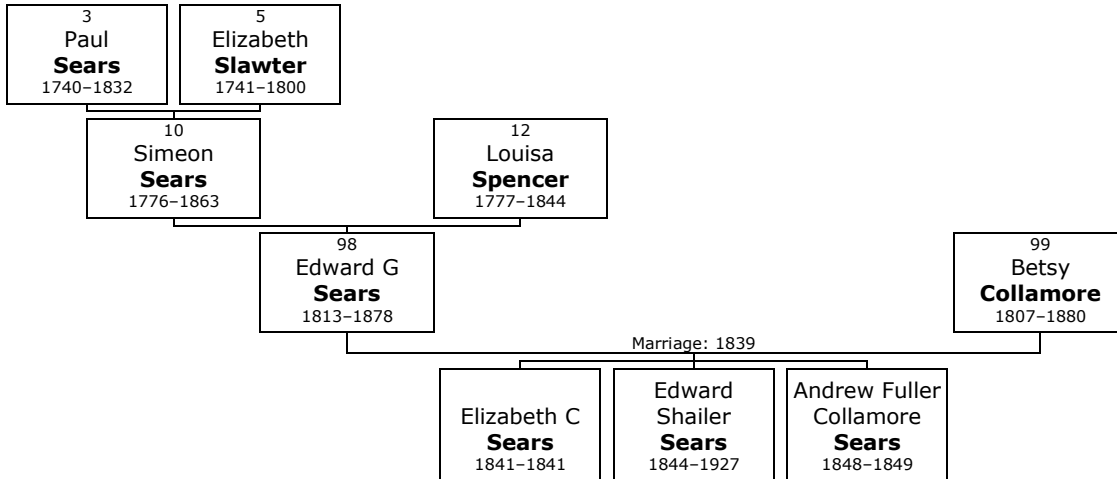 3
Paul
Sears
1740–1832
5
Elizabeth
Slawter
1741–1800
10
Simeon
Sears
1776–1863
12
Louisa
Spencer
1777–1844
98
Edward G
Sears
1813–1878
99
Betsy
Collamore
1807–1880
Marriage: 1839
Elizabeth C
Sears
1841–1841
Edward
Shailer
Sears
1844–1927
Andrew Fuller
Collamore
Sears
1848–1849